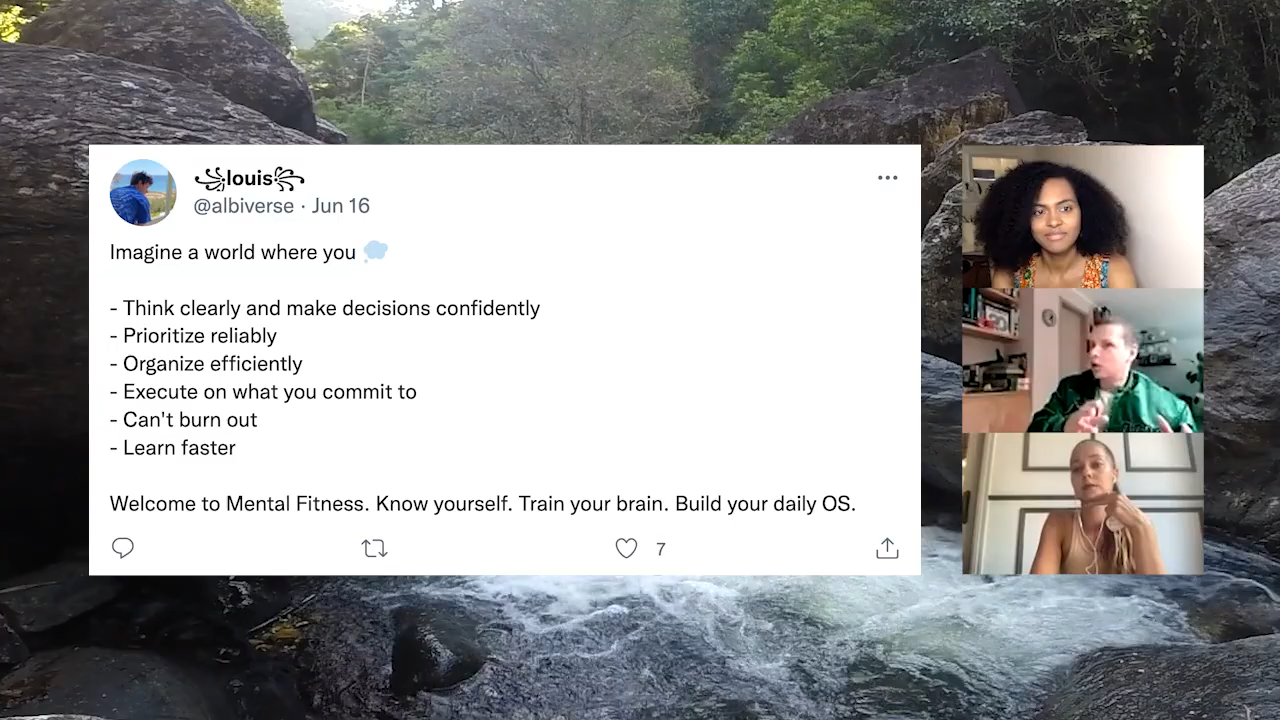 ꧁louis꧂
@albiverse · Jun 16
Imagine a world where you 💭
- Think clearly and make decisions confidently
- Prioritize reliably
- Organize efficiently
- Execute on what you commit to
- Can't burn out
- Learn faster
Welcome to Mental Fitness. Know yourself. Train your brain. Build your daily OS.
7